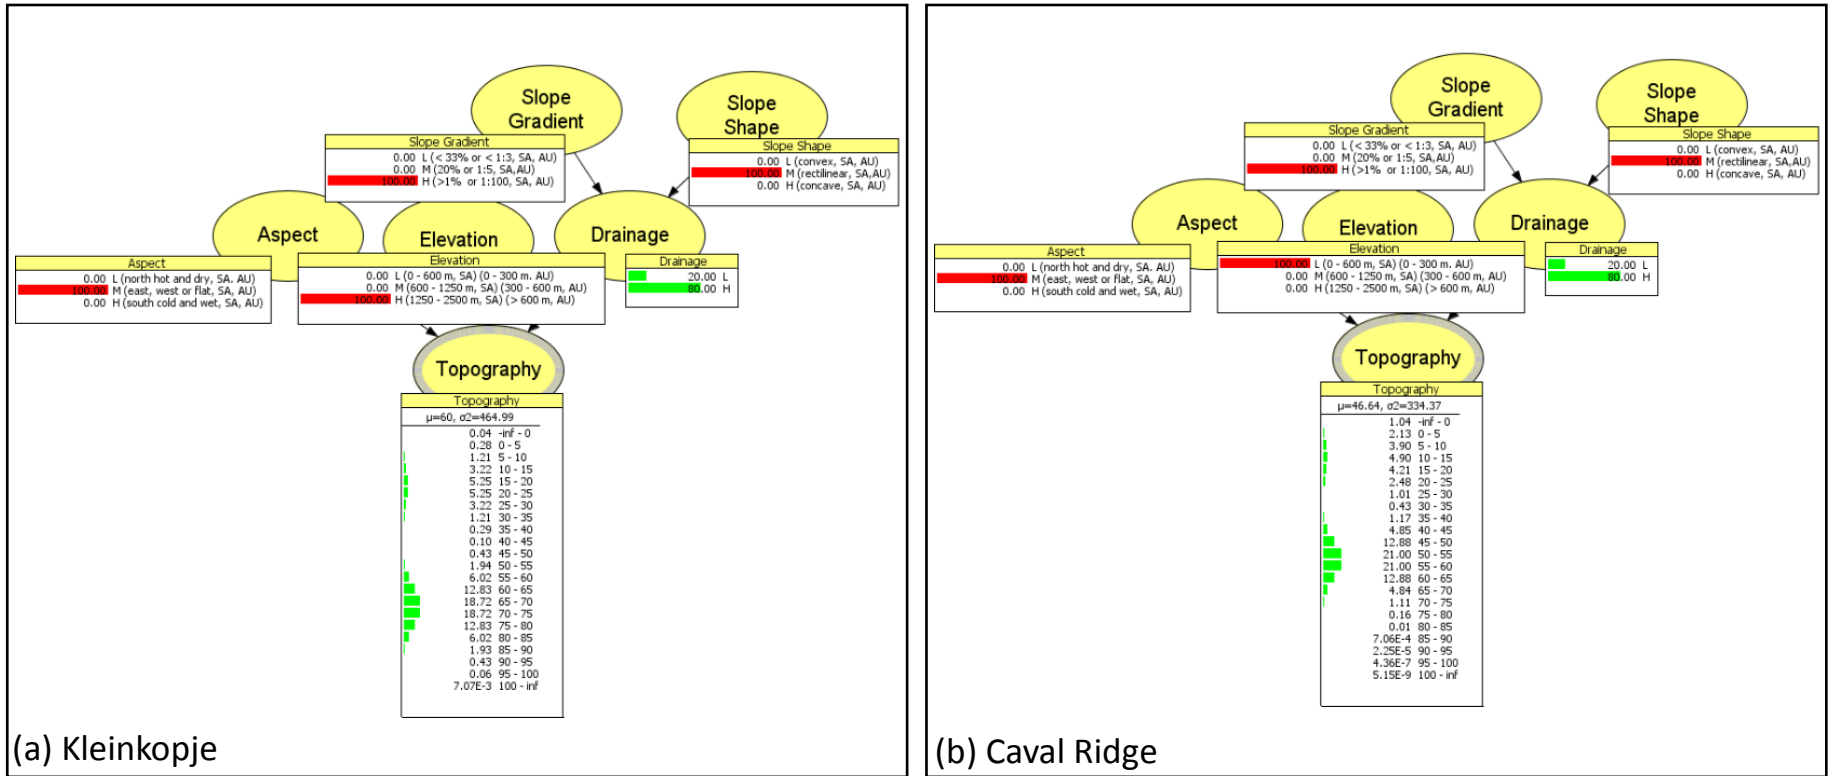 Slope
Gradient
Slope
Shape
Slope Gradient
0.00 L (< 33% or < 1:3, SA, AU)
0.00 M (20% or 1:5, SA,AU)
100.00 H (>1% or 1:100, SA, AU)
Slope Shape
0.00 L (convex, SA, AU)
100.00 M (rectilinear, SA,AU)
0.00 H (concave, SA, AU)
Aspect
Elevation
Drainage
Aspect
0.00 L (north hot and dry, SA. AU)
100.00 M (east, west or flat, SA, AU)
0.00 H (south cold and wet, SA, AU)
Elevation
0.00 L (0 - 600 m, SA) (0 - 300 m. AU)
0.00 M (600 - 1250 m, SA) (300 - 600 m, AU)
100.00 H (1250 - 2500 m, SA) (> 600 m, AU)
Drainage
20.00 L
80.00 H
Topography
Topography
μ=60, σ2=464.99
0.04 -inf - 0
0.28 0 - 5
1.21 5 - 10
3.22 10 - 15
5.25 15 - 20
5.25 20 - 25
3.22 25 - 30
1.21 30 - 35
0.29 35 - 40
0.10 40 - 45
0.43 45 - 50
1.94 50 - 55
6.02 55 - 60
12.83 60 - 65
18.72 65 - 70
18.72 70 - 75
12.83 75 - 80
6.02 80 - 85
1.93 85 - 90
0.43 90 - 95
0.06 95 - 100
7.07E-3 100 - inf
(a) Kleinkopje
Slope
Gradient
Slope
Shape
Slope Gradient
0.00 L (< 33% or < 1:3, SA, AU)
0.00 M (20% or 1:5, SA,AU)
100.00 H (>1% or 1:100, SA, AU)
Slope Shape
0.00 L (convex, SA, AU)
100.00 M (rectilinear, SA,AU)
0.00 H (concave, SA, AU)
Aspect
Elevation
Drainage
Aspect
0.00 L (north hot and dry, SA. AU)
100.00 M (east, west or flat, SA, AU)
0.00 H (south cold and wet, SA, AU)
Elevation
100.00 L (0 - 600 m, SA) (0 - 300 m. AU)
0.00 M (600 - 1250 m, SA) (300 - 600 m, AU)
0.00 H (1250 - 2500 m, SA) (> 600 m, AU)
Drainage
20.00 L
80.00 H
Topography
Topography
μ=46.64, σ2=334.37
1.04 -inf - 0
2.13 0 - 5
3.90 5 - 10
4.90 10 - 15
4.21 15 - 20
2.48 20 - 25
1.01 25 - 30
0.43 30 - 35
1.17 35 - 40
4.85 40 - 45
12.88 45 - 50
21.00 50 - 55
21.00 55 - 60
12.88 60 - 65
4.84 65 - 70
1.11 70 - 75
0.16 75 - 80
0.01 80 - 85
7.06E-4 85 - 90
2.25E-5 90 - 95
4.36E-7 95 - 100
5.15E-9 100 - inf
(b) Caval Ridge